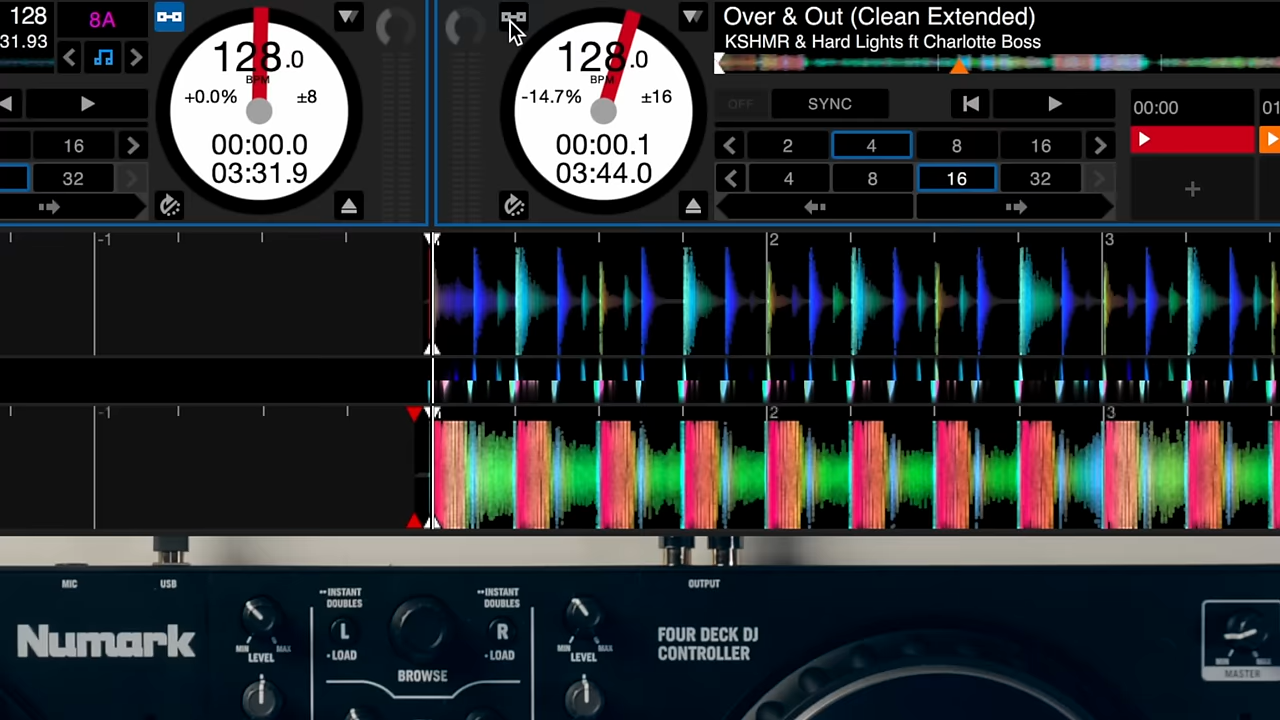 128
31.93
8A
128.0
BPM
+0.0%
±8
00:00.0
03:31.9
16
32
128.0
BPM
-14.7%
±16
00:00.1
03:44.0
Over & Out (Clean Extended)
KSHMR & Hard Lights ft Charlotte Boss
OFF
SYNC
2
4
8
16
4
8
16
32
00:00
01
-1
2
3
-1
2
3
MIC
USB
Numark
MIN
MAX
LEVEL
INSTANT
DOUBLES
L
LOAD
BROWSE
INSTANT
DOUBLES
R
LOAD
MIN
MAX
LEVEL
OUTPUT
FOUR DECK DJ
CONTROLLER
MIN
MAX
MASTER